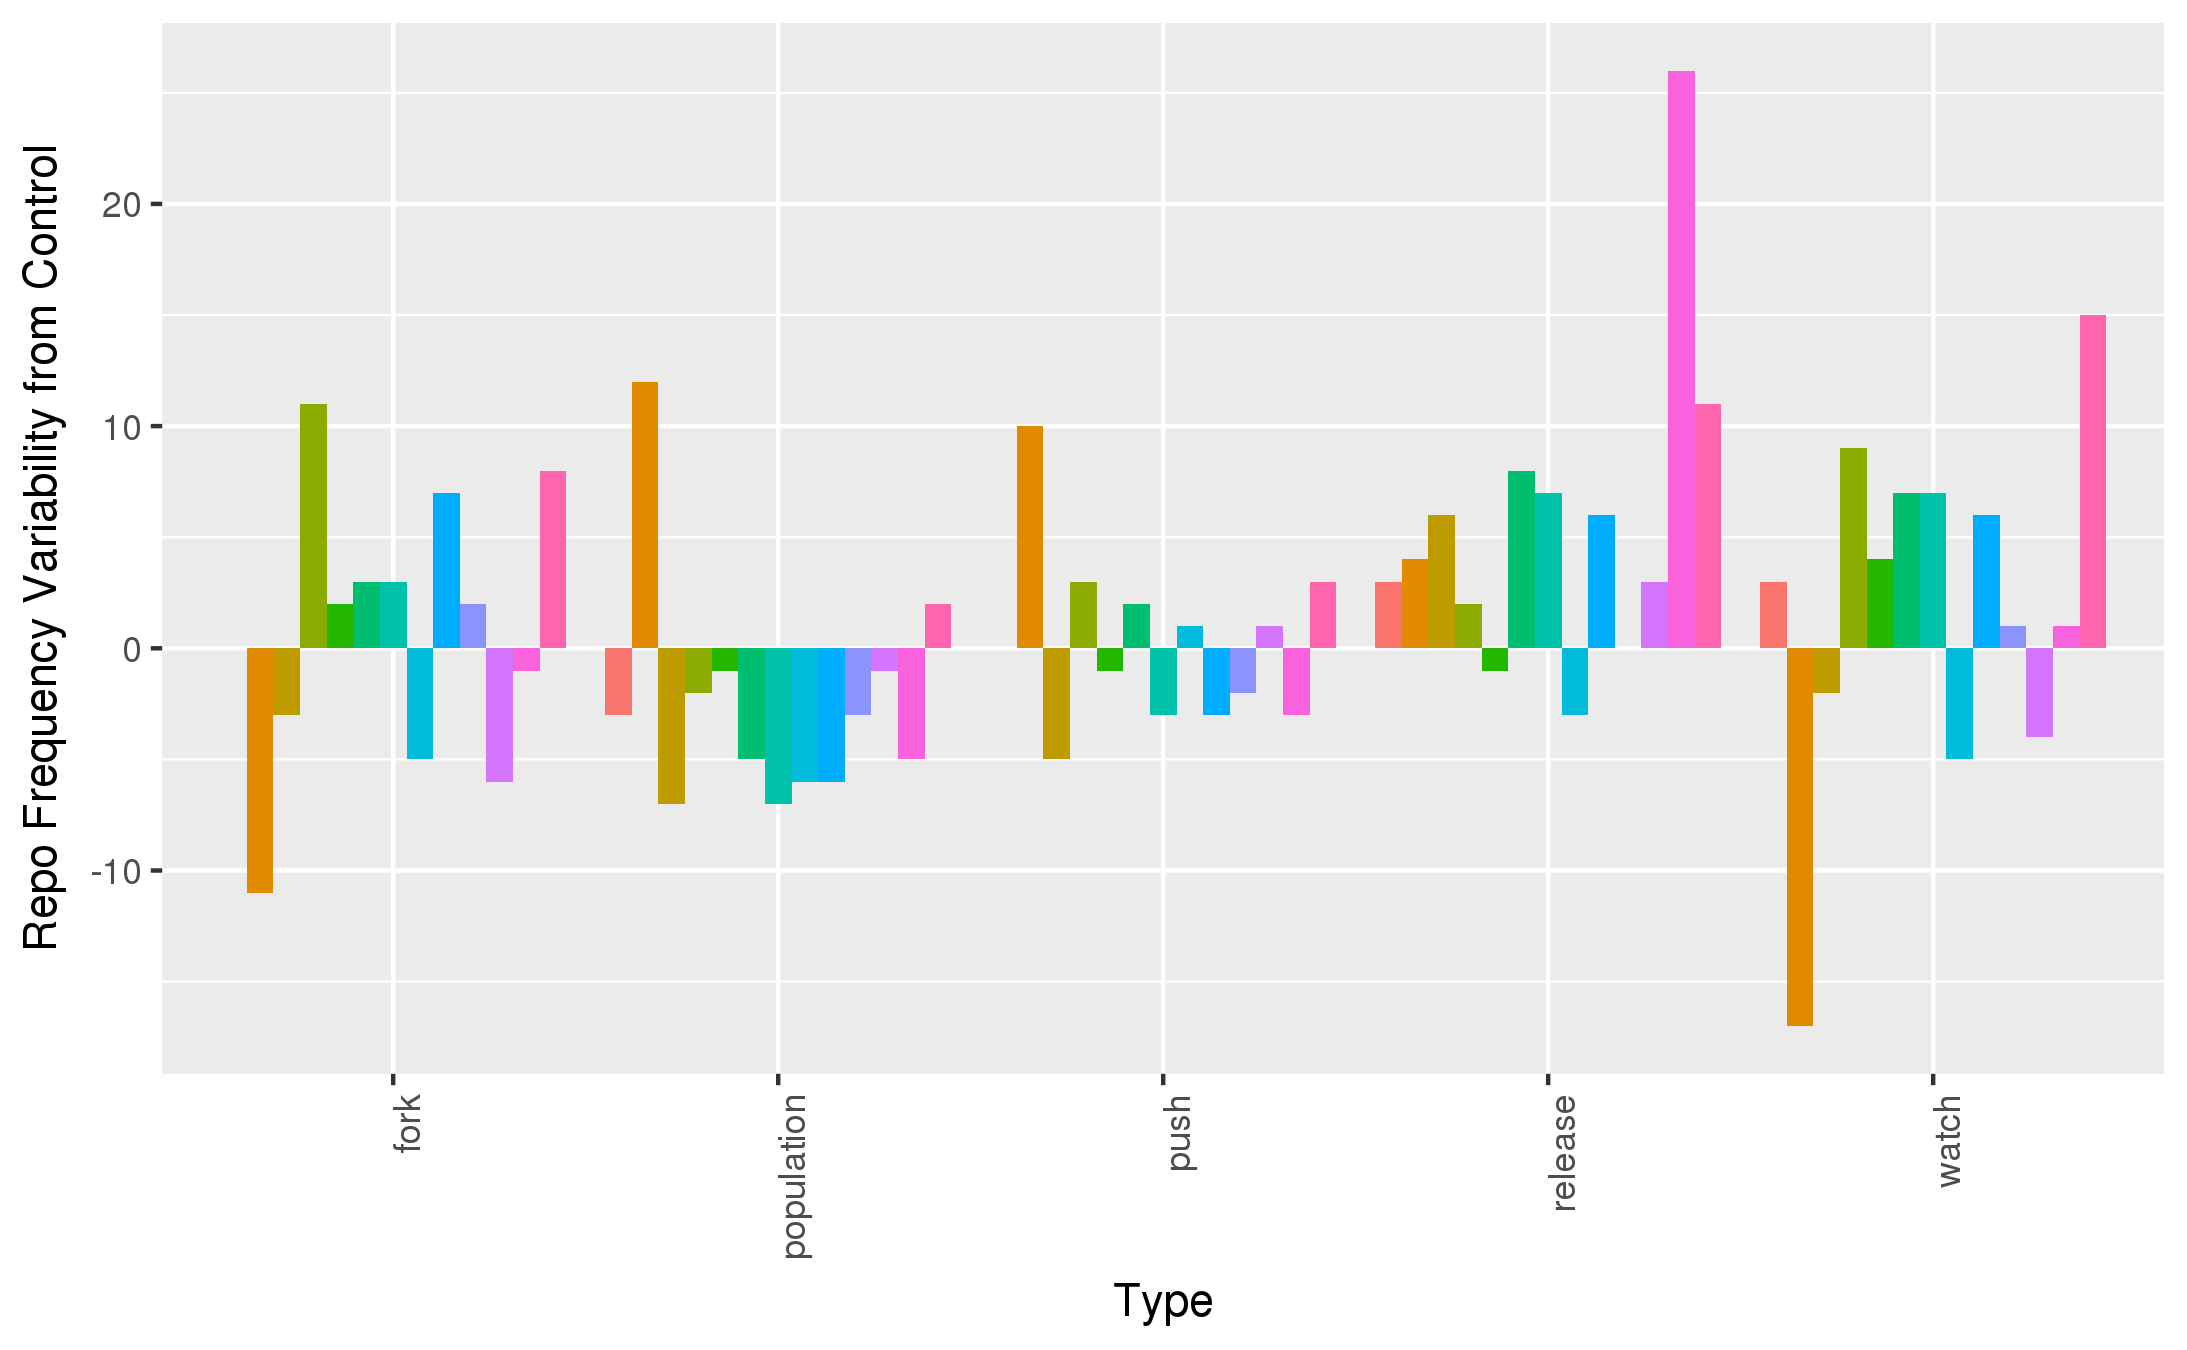 Repo Frequency Variability from Control
20
10
0
-10
fork
population
push
release
watch
Type